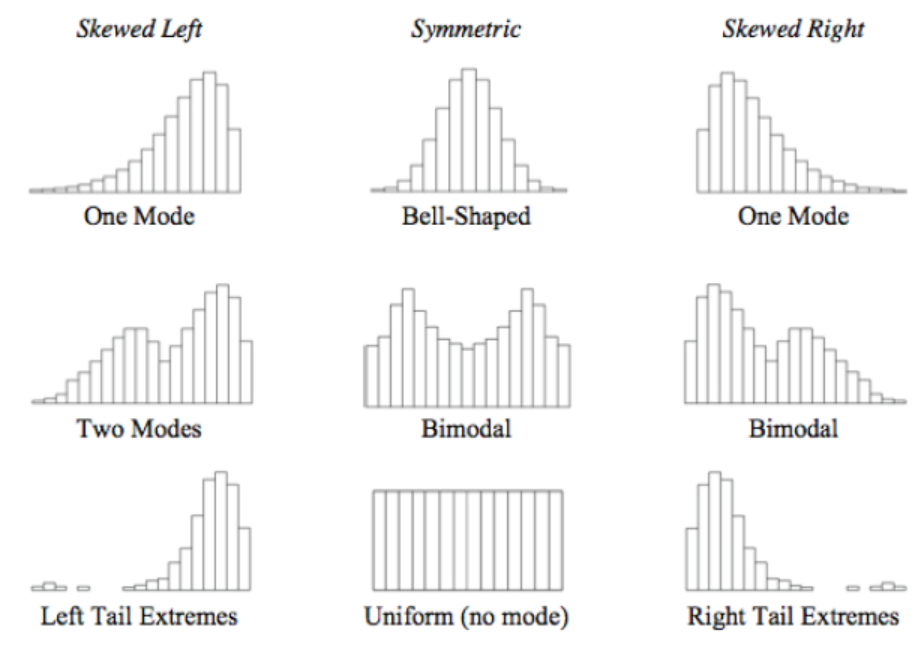 Skewed Left
Symmetric
Skewed Right
One Mode
Bell-Shaped
One Mode
Two Modes
Bimodal
Bimodal
Left Tail Extremes
Uniform (no mode)
Right Tail Extremes